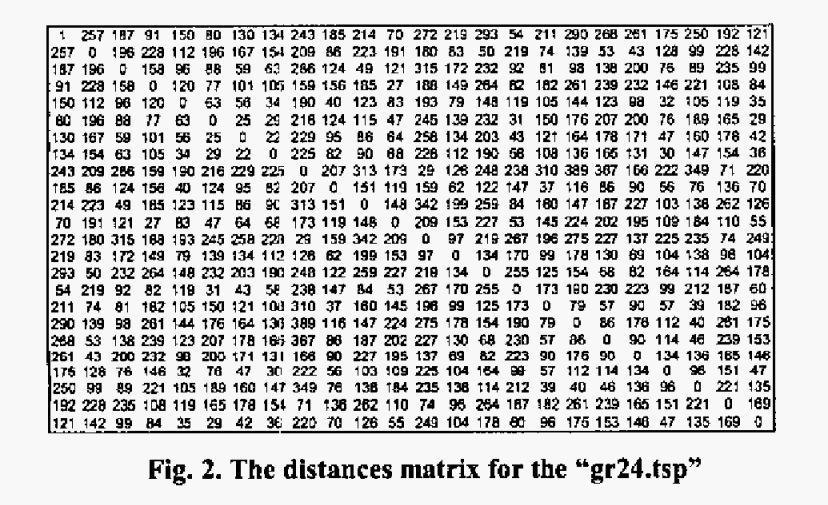 1 257 187 91 150 80 130 134 243 185 214 70 272 219 293 54 211 290 268 261 175 250 192 121
257 0 196 228 112 196 167 154 209 86 223 191 180 83 50 219 74 139 53 43 128 99 228 142
187 196 0 158 96 88 59 63 286 124 49 121 315 172 232 92 81 98 138 200 76 89 235 99
91 228 158 0 120 77 101 105 159 156 185 27 188 149 264 82 182 261 239 232 146 221 108 84
150 112 96 120 0 63 56 34 190 40 123 83 193 79 148 119 105 144 123 98 32 105 119 35
80 196 88 77 63 0 25 29 216 124 115 47 245 139 232 31 150 176 207 200 76 189 165 29
130 167 59 101 56 25 0 22 229 95 86 64 258 134 203 43 121 164 178 171 47 160 178 42
134 154 63 105 34 29 22 0 225 82 90 68 228 112 190 58 108 136 165 131 30 147 154 36
243 209 286 159 190 216 229 225 0 207 313 173 29 126 248 238 310 389 367 166 222 349 71 220
185 86 124 156 40 124 95 82 207 0 151 119 159 62 122 147 37 116 86 90 56 76 136 70
214 223 49 185 123 115 86 90 313 151 0 148 342 199 259 84 160 147 187 227 103 138 262 126
70 191 121 27 83 47 64 68 173 119 148 0 209 153 227 53 145 224 202 195 109 184 110 55
272 180 315 188 193 245 258 228 29 159 342 209 0 97 219 267 196 275 227 137 225 235 74 249
219 83 172 149 79 139 134 112 126 62 199 153 97 0 134 170 99 178 130 69 104 138 96 104
293 50 232 264 148 232 203 190 248 122 259 227 219 134 0 255 125 154 68 82 164 114 264 178
54 219 92 82 119 31 43 58 238 147 84 53 267 170 255 0 173 190 230 223 99 212 187 60
211 74 81 182 105 150 121 108 310 37 160 145 196 99 125 173 0 79 57 90 57 39 182 96
290 139 98 261 144 176 164 136 389 116 147 224 275 178 154 190 79 0 86 176 112 40 261 175
268 53 138 239 123 207 178 165 367 86 187 202 227 130 68 230 57 86 0 90 114 46 239 153
261 43 200 232 98 200 171 131 166 90 227 195 137 69 82 223 90 176 90 0 134 136 165 146
175 128 76 146 32 76 47 30 222 56 103 109 225 104 164 99 57 112 114 134 0 96 151 47
250 99 89 221 105 189 160 147 349 76 138 184 235 138 114 212 39 40 46 136 96 0 221 135
192 228 235 108 119 165 178 154 71 136 262 110 74 96 264 187 182 261 239 165 151 221 0 169
121 142 99 84 35 29 42 36 220 70 126 55 249 104 178 60 96 175 153 146 47 135 169 0
Fig. 2. The distances matrix for the “gr24.tsp”